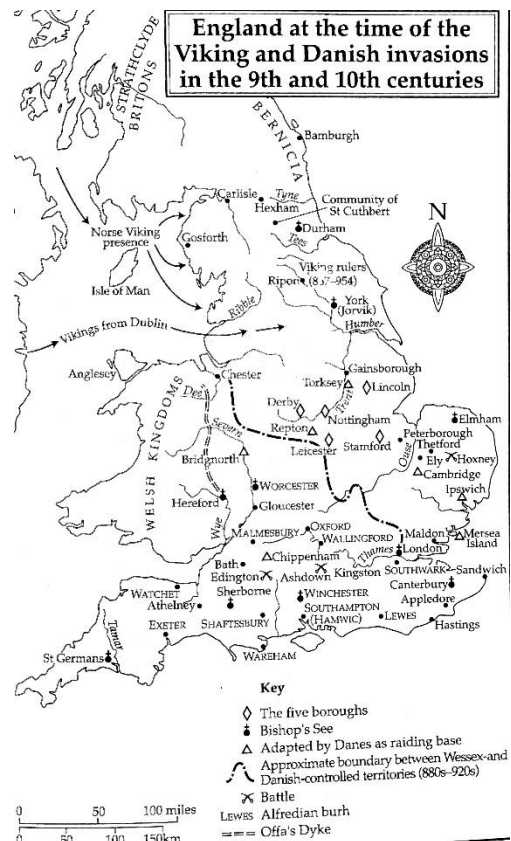 England at the time of the
Viking and Danish invasions
in the 9th and 10th centuries
STRATHCLYDE
BRITONS
BERNICIA
Bamburgh
N
Carlisle
Tyne
Hexham
Community of
St Cuthbert
Norse Viking
presence
Gosforth
Durham
Tees
Isle of Man
Viking rulers
Ripon (867–954)
York
(Jorvik)
Ribble
Humber
Vikings from Dublin
Anglesey
Chester
Gainsborough
Torksey
Lincoln
Dee
Derby
Trent
Nottingham
Elmham
Severn
Repton
Peterborough
Thetford
Leicester
Stamford
Ouse
Ely
Hoxney
Bridgnorth
Cambridge
WELSH KINGDOMS
WORCESTER
Ipswich
Hereford
Gloucester
Wye
OXFORD
Maldon
Mersea
Island
MALMESBURY
WALLINGFORD
Thames
London
Chippenham
Bath
Edington
Ashdown
Kingston
SOUTHWARK
Sandwich
Sherborne
Canterbury
WATCHET
Athelney
WINCHESTER
Appledore
SOUTHAMPTON
(HAMWIC)
SHAFTESBURY
LEWES
Hastings
EXETER
Tamar
WAREHAM
St Germans
Key
The five boroughs
Bishop's See
Adapted by Danes as raiding base
Approximate boundary between Wessex-and
Danish-controlled territories (880s–920s)
Battle
LEWES Alfredian burh
Offa's Dyke
0 50 100 miles
0 50 100 150km